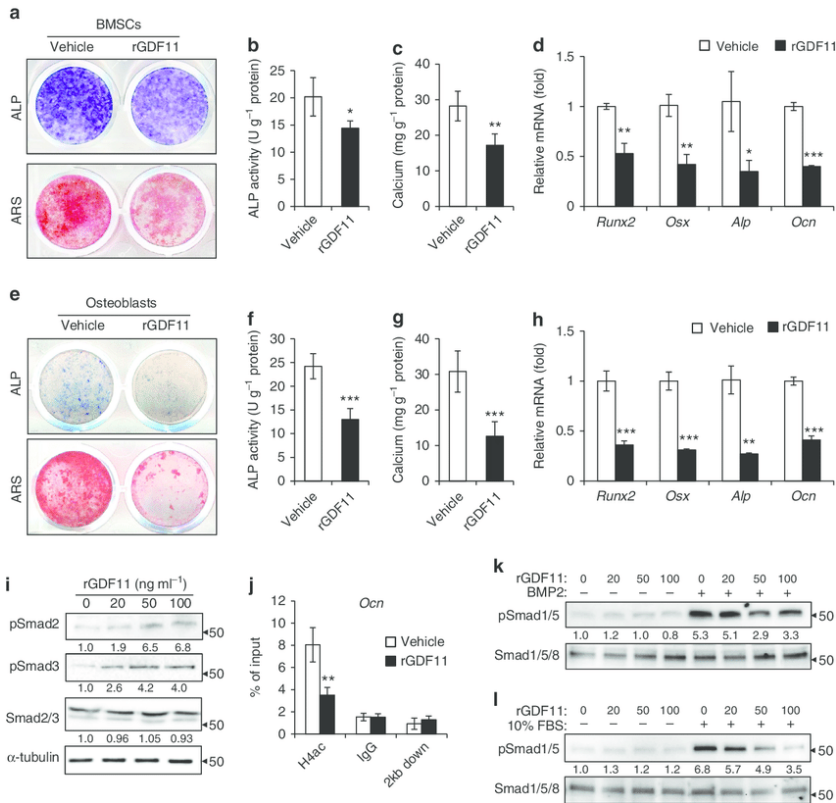 a
BMSCs
Vehicle rGDF11
ALP
ARS
b
ALP activity (U g−1 protein)
25
20
15
10
5
0
*
Vehicle
rGDF11
c
Calcium (mg g−1 protein)
40
30
20
10
0
**
Vehicle
rGDF11
d
Vehicle rGDF11
Relative mRNA (fold)
1.5
1
0.5
0
** ** * ***
Runx2 Osx Alp Ocn
e
Osteoblasts
Vehicle rGDF11
ALP
ARS
f
ALP activity (U g−1 protein)
30
25
20
15
10
5
0
***
Vehicle
rGDF11
g
Calcium (mg g−1 protein)
40
30
20
10
0
***
Vehicle
rGDF11
h
Vehicle rGDF11
Relative mRNA (fold)
1.5
1
0.5
0
*** *** ** ***
Runx2 Osx Alp Ocn
i
rGDF11 (ng ml−1)
0 20 50 100
pSmad2 50
1.0 1.9 6.5 6.8
pSmad3 50
1.0 2.6 4.2 4.0
Smad2/3 50
1.0 0.96 1.05 0.93
α-tubulin 50
j
Ocn
Vehicle
rGDF11
% of input
12
10
8
6
4
2
0
**
H4ac
IgG
2kb down
k
rGDF11: 0 20 50 100 0 20 50 100
BMP2: − − − − + + + +
pSmad1/5 50
1.0 1.2 1.0 0.8 5.3 5.1 2.9 3.3
Smad1/5/8 50
l
rGDF11: 0 20 50 100 0 20 50 100
10% FBS: − − − − + + + +
pSmad1/5 50
1.0 1.3 1.2 1.2 6.8 5.7 4.9 3.5
Smad1/5/8 50